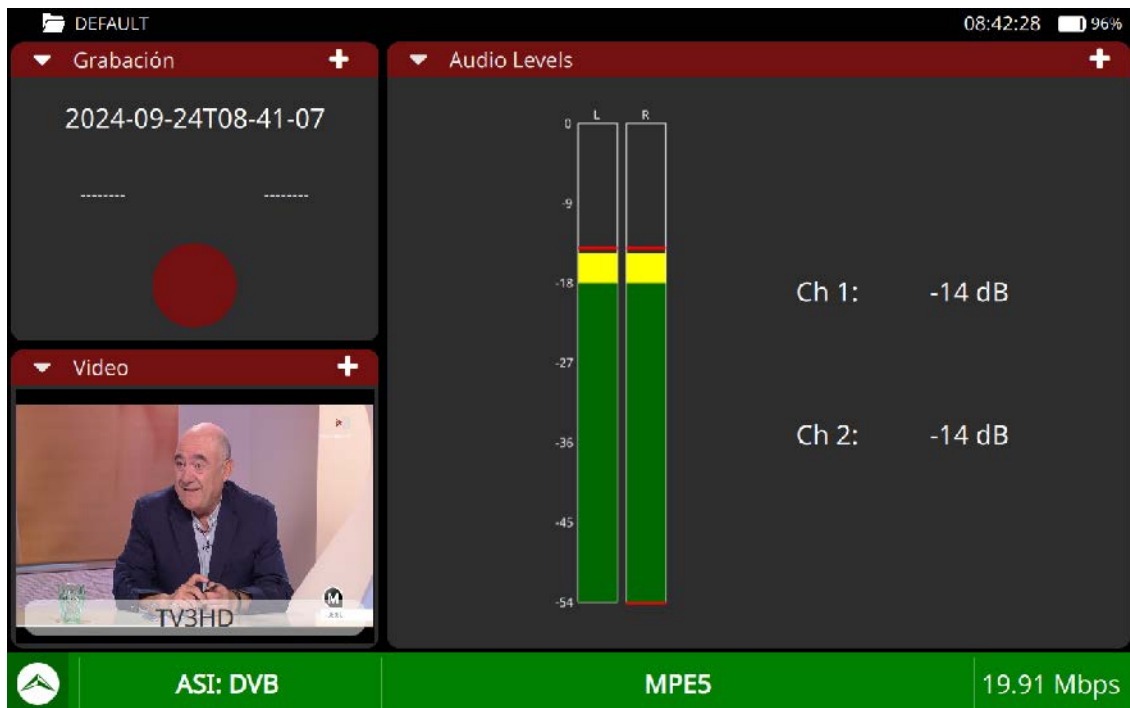 DEFAULT
08:42:28 96%
Grabación
2024-09-24T08-41-07
-------- --------
Video
TV3HD
M
Audio Levels
L R
0
-9
-18
-27
-36
-45
-54
Ch 1: -14 dB
Ch 2: -14 dB
ASI: DVB MPE5 19.91 Mbps